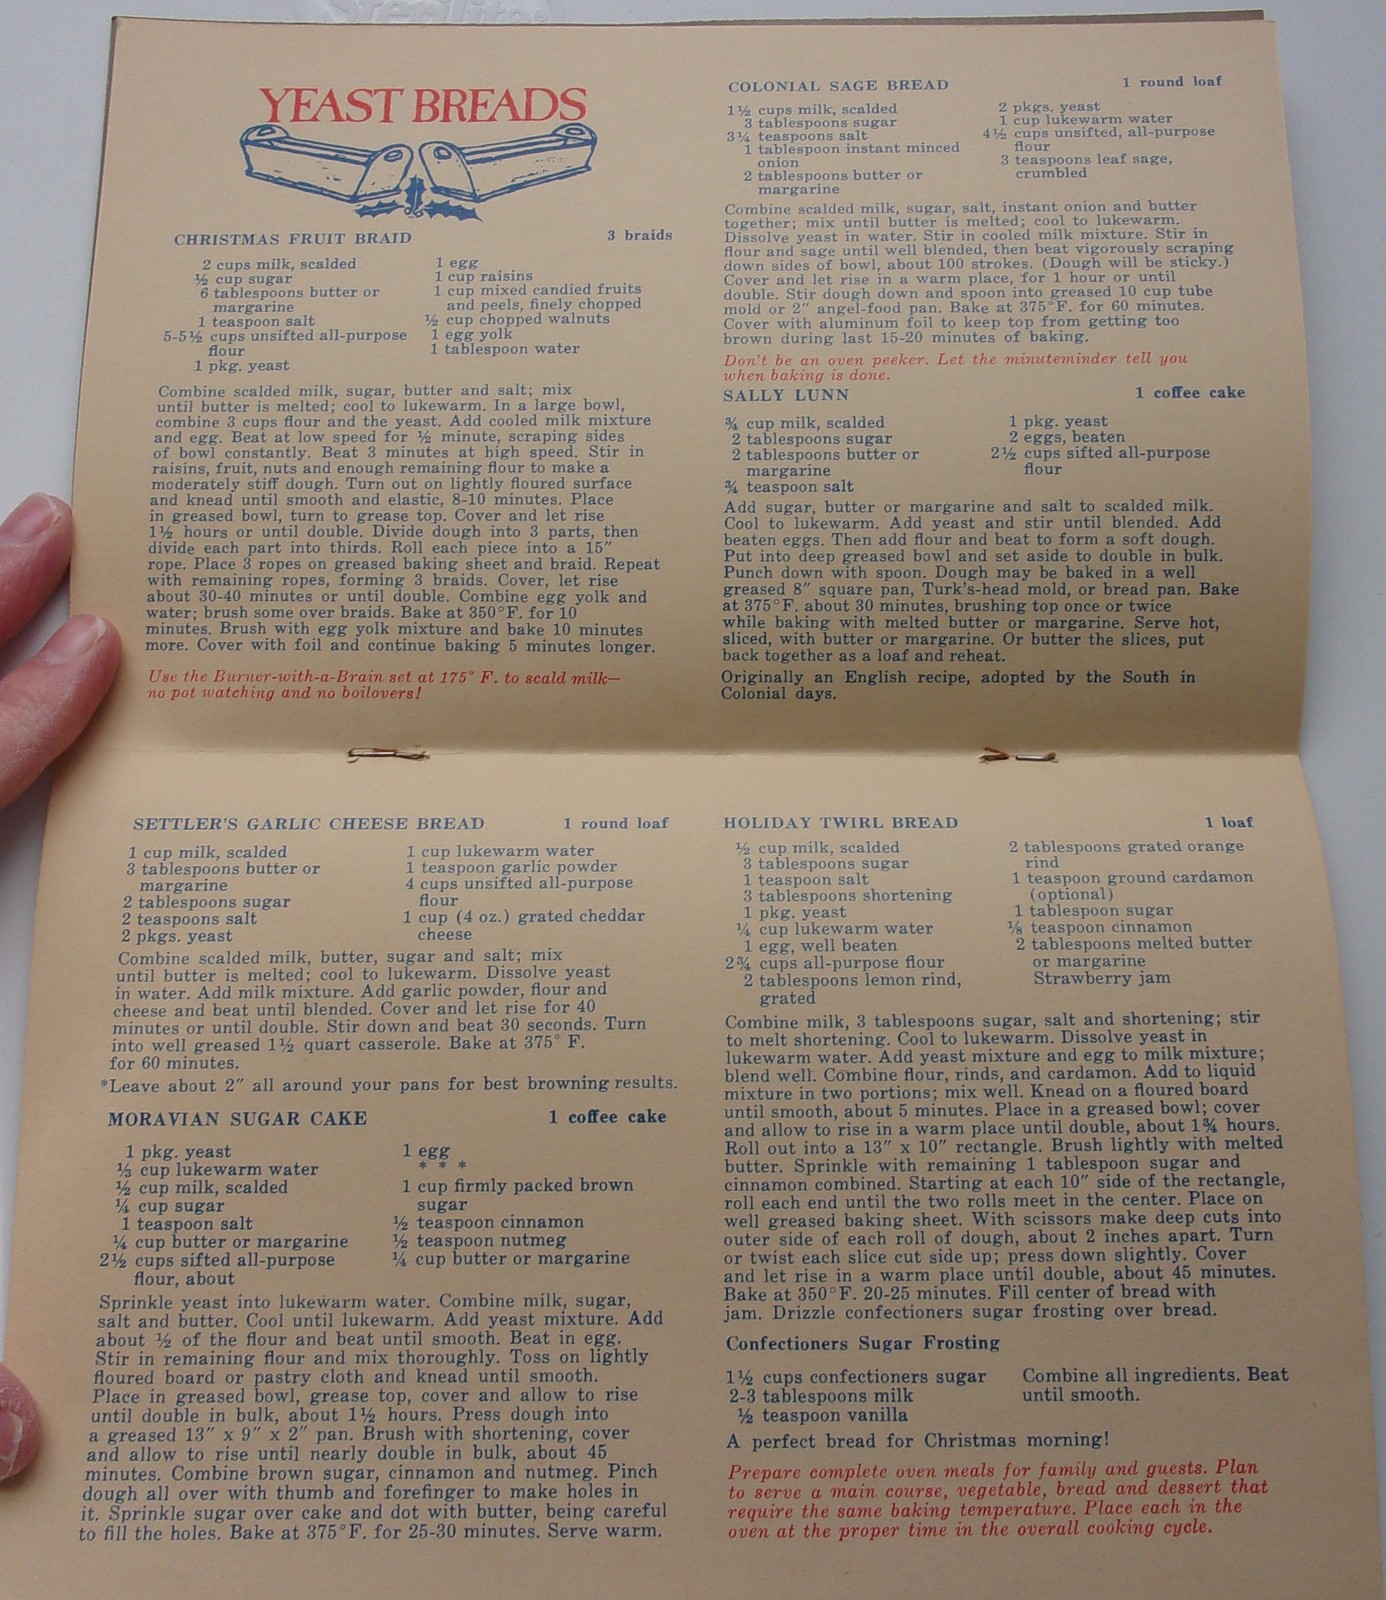 Sterilite®
YEAST BREADS
CHRISTMAS FRUIT BRAID 3 braids
2 cups milk, scalded
½ cup sugar
6 tablespoons butter or
margarine
1 teaspoon salt
5-5½ cups unsifted all-purpose
flour
1 pkg. yeast
1 egg
1 cup raisins
1 cup mixed candied fruits
and peels, finely chopped
½ cup chopped walnuts
1 egg yolk
1 tablespoon water
Combine scalded milk, sugar, butter and salt; mix
until butter is melted; cool to lukewarm. In a large bowl,
combine 3 cups flour and the yeast. Add cooled milk mixture
and egg. Beat at low speed for ½ minute, scraping sides
of bowl constantly. Beat 3 minutes at high speed. Stir in
raisins, fruit, nuts and enough remaining flour to make a
moderately stiff dough. Turn out on lightly floured surface
and knead until smooth and elastic, 8-10 minutes. Place
in greased bowl, turn to grease top. Cover and let rise
1½ hours or until double. Divide dough into 3 parts, then
divide each part into thirds. Roll each piece into a 15″
rope. Place 3 ropes on greased baking sheet and braid. Repeat
with remaining ropes, forming 3 braids. Cover, let rise
about 30-40 minutes or until double. Combine egg yolk and
water; brush some over braids. Bake at 350°F. for 10
minutes. Brush with egg yolk mixture and bake 10 minutes
more. Cover with foil and continue baking 5 minutes longer.
Use the Burner-with-a-Brain set at 175° F. to scald milk—
no pot watching and no boilovers!
COLONIAL SAGE BREAD 1 round loaf
1½ cups milk, scalded
3 tablespoons sugar
3¼ teaspoons salt
1 tablespoon instant minced
onion
2 tablespoons butter or
margarine
2 pkgs. yeast
1 cup lukewarm water
4½ cups unsifted, all-purpose
flour
3 teaspoons leaf sage,
crumbled
Combine scalded milk, sugar, salt, instant onion and butter
together; mix until butter is melted; cool to lukewarm.
Dissolve yeast in water. Stir in cooled milk mixture. Stir in
flour and sage until well blended, then beat vigorously scraping
down sides of bowl, about 100 strokes. (Dough will be sticky.)
Cover and let rise in a warm place, for 1 hour or until
double. Stir dough down and spoon into greased 10 cup tube
mold or 2″ angel-food pan. Bake at 375°F. for 60 minutes.
Cover with aluminum foil to keep top from getting too
brown during last 15-20 minutes of baking.
Don't be an oven peeker. Let the minuteminder tell you
when baking is done.
SALLY LUNN 1 coffee cake
¾ cup milk, scalded
2 tablespoons sugar
2 tablespoons butter or
margarine
¾ teaspoon salt
1 pkg. yeast
2 eggs, beaten
2½ cups sifted all-purpose
flour
Add sugar, butter or margarine and salt to scalded milk.
Cool to lukewarm. Add yeast and stir until blended. Add
beaten eggs. Then add flour and beat to form a soft dough.
Put into deep greased bowl and set aside to double in bulk.
Punch down with spoon. Dough may be baked in a well
greased 8″ square pan, Turk's-head mold, or bread pan. Bake
at 375°F. about 30 minutes, brushing top once or twice
while baking with melted butter or margarine. Serve hot,
sliced, with butter or margarine. Or butter the slices, put
back together as a loaf and reheat.
Originally an English recipe, adopted by the South in
Colonial days.
SETTLER'S GARLIC CHEESE BREAD 1 round loaf
1 cup milk, scalded
3 tablespoons butter or
margarine
2 tablespoons sugar
2 teaspoons salt
2 pkgs. yeast
1 cup lukewarm water
1 teaspoon garlic powder
4 cups unsifted all-purpose
flour
1 cup (4 oz.) grated cheddar
cheese
Combine scalded milk, butter, sugar and salt; mix
until butter is melted; cool to lukewarm. Dissolve yeast
in water. Add milk mixture. Add garlic powder, flour and
cheese and beat until blended. Cover and let rise for 40
minutes or until double. Stir down and beat 30 seconds. Turn
into well greased 1½ quart casserole. Bake at 375° F.
for 60 minutes.
*Leave about 2″ all around your pans for best browning results.
MORAVIAN SUGAR CAKE 1 coffee cake
1 pkg. yeast
⅓ cup lukewarm water
½ cup milk, scalded
¼ cup sugar
1 teaspoon salt
¼ cup butter or margarine
2½ cups sifted all-purpose
flour, about
1 egg
* * *
1 cup firmly packed brown
sugar
½ teaspoon cinnamon
½ teaspoon nutmeg
¼ cup butter or margarine
Sprinkle yeast into lukewarm water. Combine milk, sugar,
salt and butter. Cool until lukewarm. Add yeast mixture. Add
about ½ of the flour and beat until smooth. Beat in egg.
Stir in remaining flour and mix thoroughly. Toss on lightly
floured board or pastry cloth and knead until smooth.
Place in greased bowl, grease top, cover and allow to rise
until double in bulk, about 1½ hours. Press dough into
a greased 13″ x 9″ x 2″ pan. Brush with shortening, cover
and allow to rise until nearly double in bulk, about 45
minutes. Combine brown sugar, cinnamon and nutmeg. Pinch
dough all over with thumb and forefinger to make holes in
it. Sprinkle sugar over cake and dot with butter, being careful
to fill the holes. Bake at 375°F. for 25-30 minutes. Serve warm.
HOLIDAY TWIRL BREAD 1 loaf
½ cup milk, scalded
3 tablespoons sugar
1 teaspoon salt
3 tablespoons shortening
1 pkg. yeast
¼ cup lukewarm water
1 egg, well beaten
2¾ cups all-purpose flour
2 tablespoons lemon rind,
grated
2 tablespoons grated orange
rind
1 teaspoon ground cardamon
(optional)
1 tablespoon sugar
⅛ teaspoon cinnamon
2 tablespoons melted butter
or margarine
Strawberry jam
Combine milk, 3 tablespoons sugar, salt and shortening; stir
to melt shortening. Cool to lukewarm. Dissolve yeast in
lukewarm water. Add yeast mixture and egg to milk mixture;
blend well. Combine flour, rinds, and cardamon. Add to liquid
mixture in two portions; mix well. Knead on a floured board
until smooth, about 5 minutes. Place in a greased bowl; cover
and allow to rise in a warm place until double, about 1¾ hours.
Roll out into a 13″ x 10″ rectangle. Brush lightly with melted
butter. Sprinkle with remaining 1 tablespoon sugar and
cinnamon combined. Starting at each 10″ side of the rectangle,
roll each end until the two rolls meet in the center. Place on
well greased baking sheet. With scissors make deep cuts into
outer side of each roll of dough, about 2 inches apart. Turn
or twist each slice cut side up; press down slightly. Cover
and let rise in a warm place until double, about 45 minutes.
Bake at 350°F. 20-25 minutes. Fill center of bread with
jam. Drizzle confectioners sugar frosting over bread.
Confectioners Sugar Frosting
1½ cups confectioners sugar
2-3 tablespoons milk
½ teaspoon vanilla
Combine all ingredients. Beat
until smooth.
A perfect bread for Christmas morning!
Prepare complete oven meals for family and guests. Plan
to serve a main course, vegetable, bread and dessert that
require the same baking temperature. Place each in the
oven at the proper time in the overall cooking cycle.